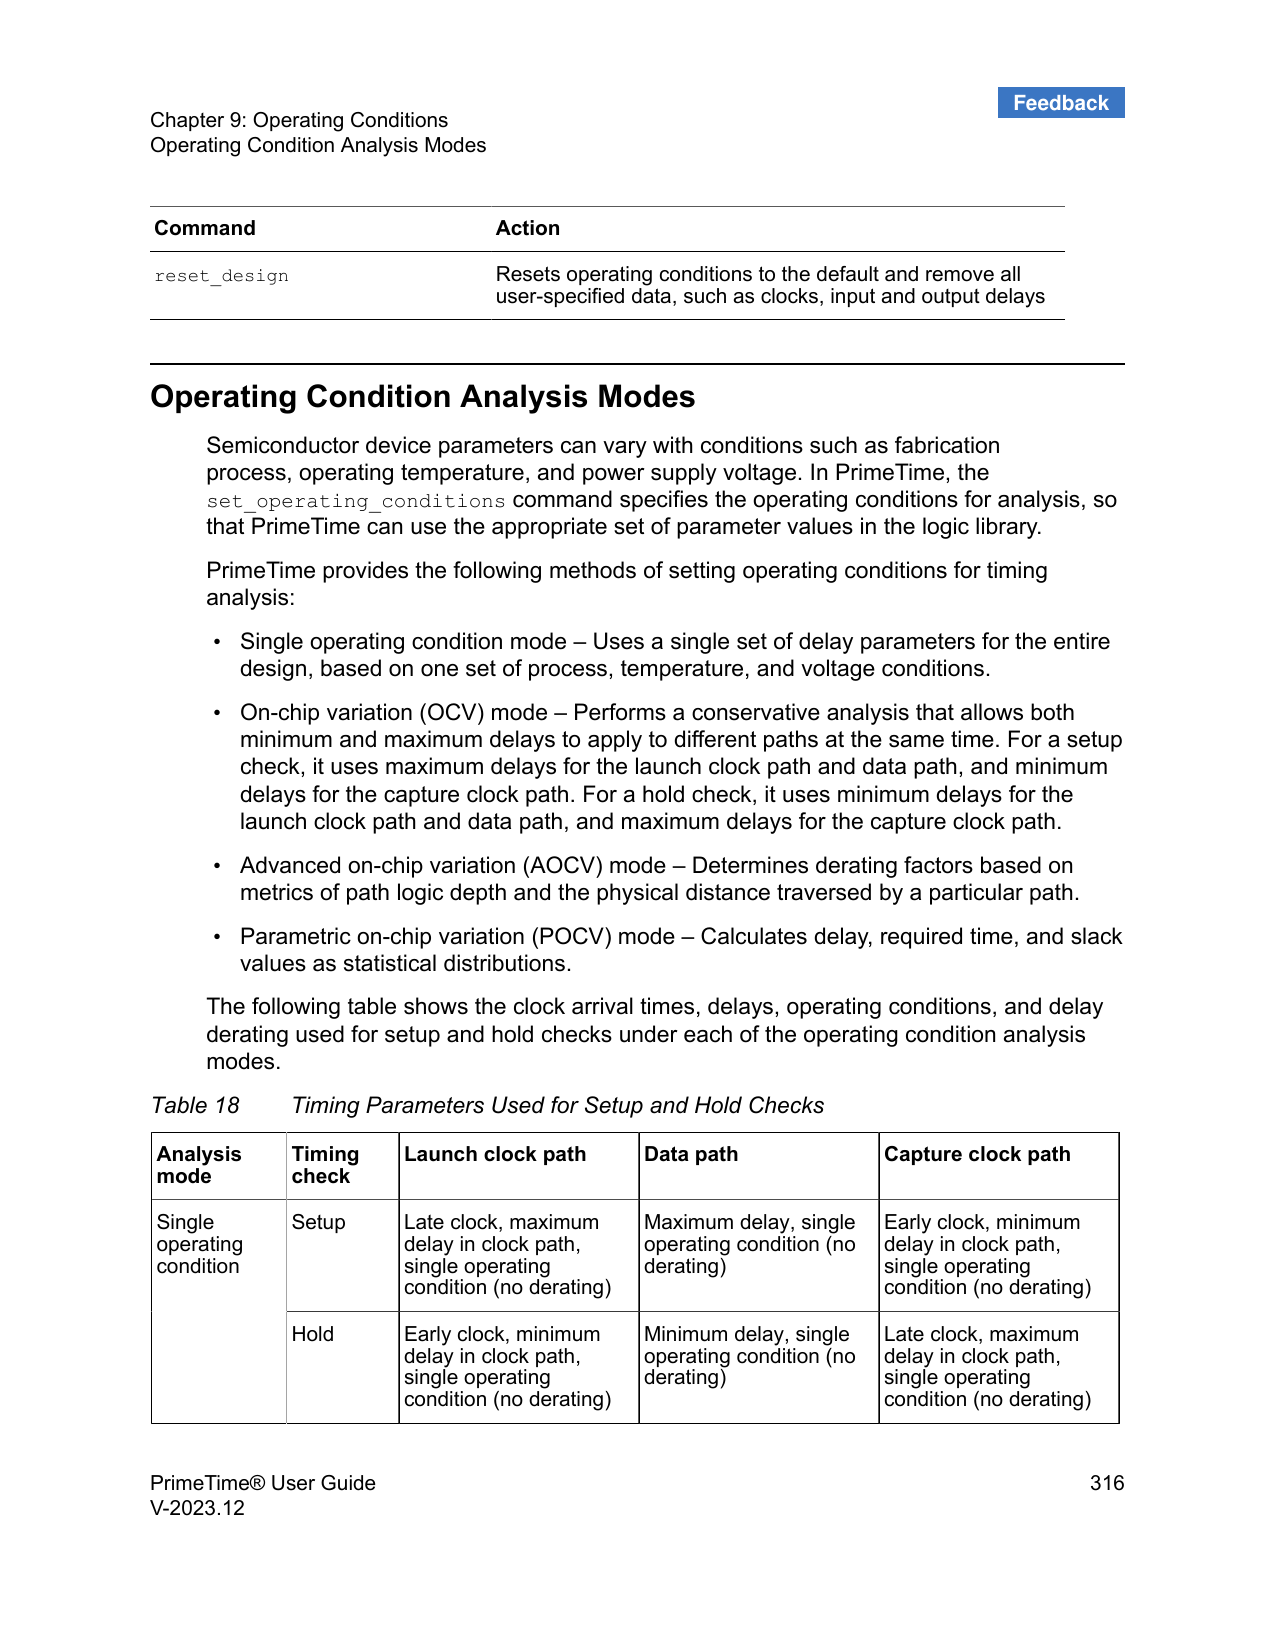 Feedback
Chapter 9: Operating Conditions
Operating Condition Analysis Modes
Command Action
reset_design Resets operating conditions to the default and remove all
user-specified data, such as clocks, input and output delays
Operating Condition Analysis Modes
Semiconductor device parameters can vary with conditions such as fabrication
process, operating temperature, and power supply voltage. In PrimeTime, the
set_operating_conditions command specifies the operating conditions for analysis, so
that PrimeTime can use the appropriate set of parameter values in the logic library.
PrimeTime provides the following methods of setting operating conditions for timing
analysis:
• Single operating condition mode – Uses a single set of delay parameters for the entire
design, based on one set of process, temperature, and voltage conditions.
• On-chip variation (OCV) mode – Performs a conservative analysis that allows both
minimum and maximum delays to apply to different paths at the same time. For a setup
check, it uses maximum delays for the launch clock path and data path, and minimum
delays for the capture clock path. For a hold check, it uses minimum delays for the
launch clock path and data path, and maximum delays for the capture clock path.
• Advanced on-chip variation (AOCV) mode – Determines derating factors based on
metrics of path logic depth and the physical distance traversed by a particular path.
• Parametric on-chip variation (POCV) mode – Calculates delay, required time, and slack
values as statistical distributions.
The following table shows the clock arrival times, delays, operating conditions, and delay
derating used for setup and hold checks under each of the operating condition analysis
modes.
Table 18 Timing Parameters Used for Setup and Hold Checks
Analysis
mode
Timing
check
Launch clock path
Data path
Capture clock path
Single
operating
condition
Setup
Late clock, maximum
delay in clock path,
single operating
condition (no derating)
Maximum delay, single
operating condition (no
derating)
Early clock, minimum
delay in clock path,
single operating
condition (no derating)
Hold
Early clock, minimum
delay in clock path,
single operating
condition (no derating)
Minimum delay, single
operating condition (no
derating)
Late clock, maximum
delay in clock path,
single operating
condition (no derating)
PrimeTime® User Guide 316
V-2023.12